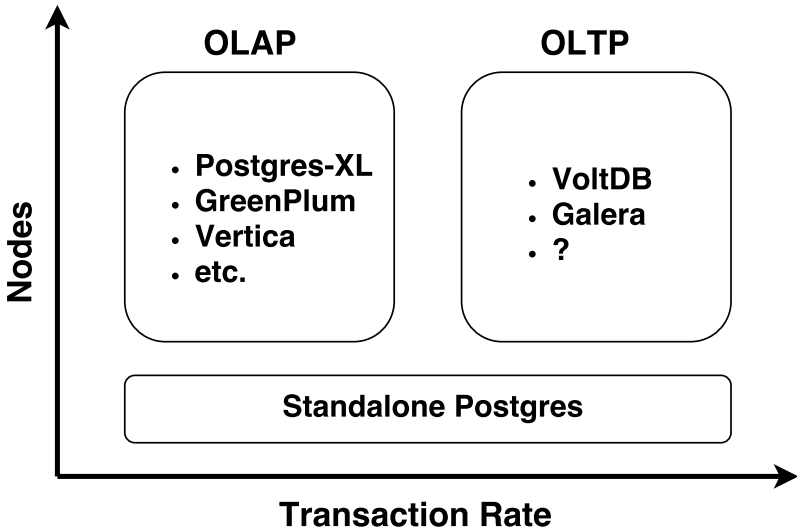 OLAP
OLTP
• Postgres-XL
• GreenPlum
• Vertica
• etc.
• VoltDB
• Galera
• ?
Nodes
Standalone Postgres
Transaction Rate